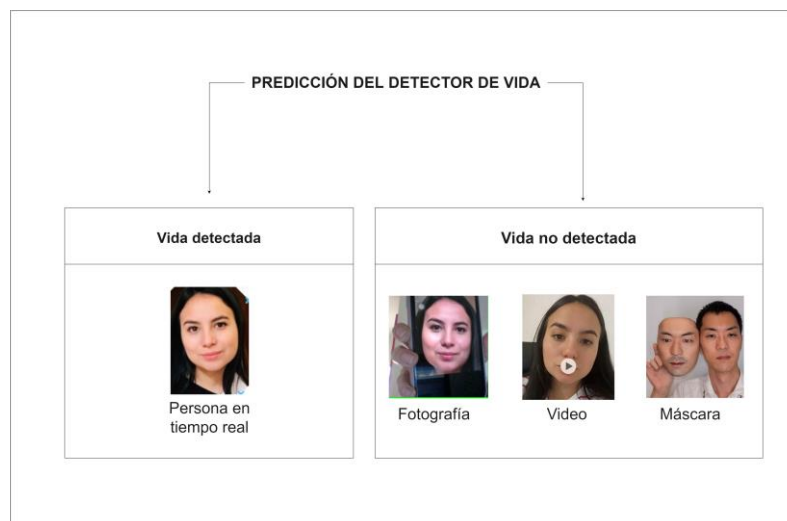 PREDICCIÓN DEL DETECTOR DE VIDA
Vida detectada
Persona en
tiempo real
Vida no detectada
Fotografía
Video
Máscara